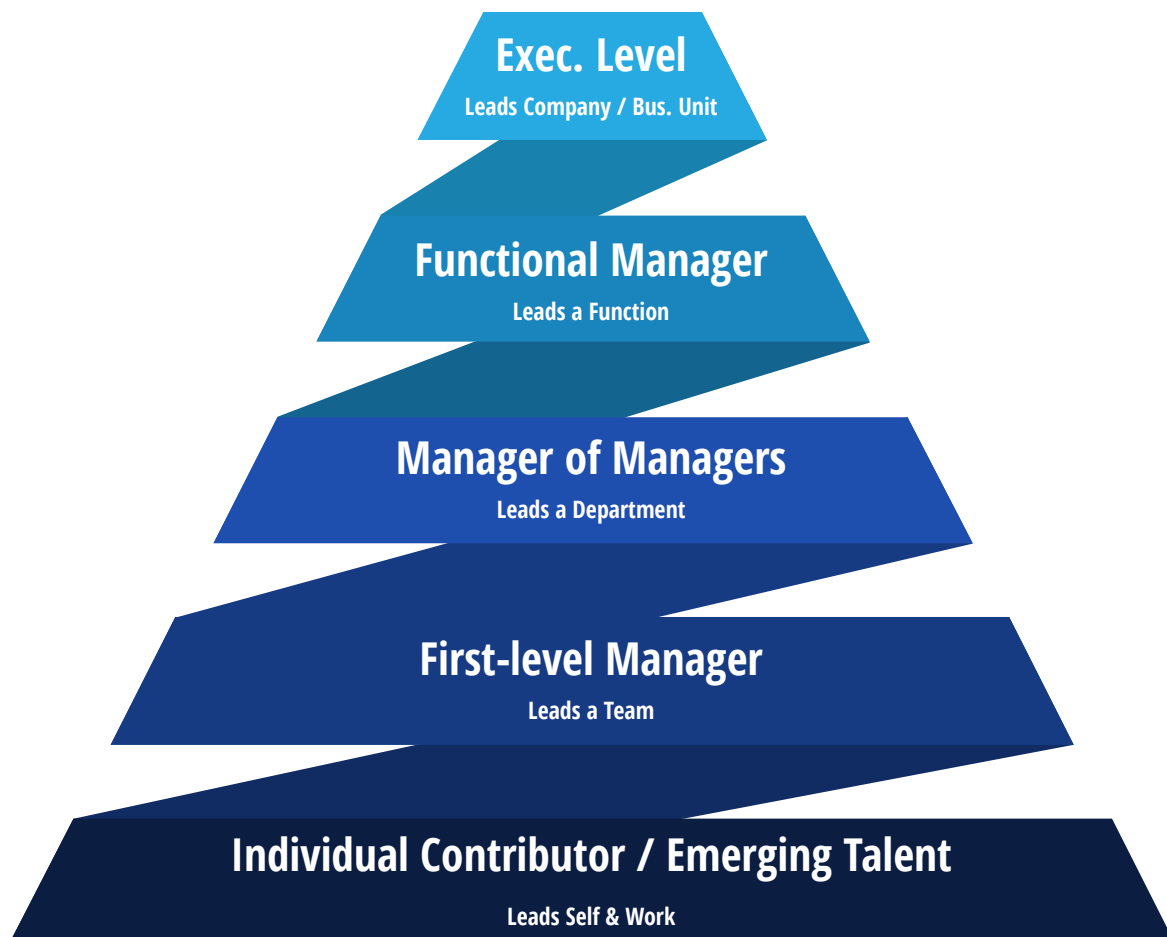 Exec. Level
Leads Company / Bus. Unit
Functional Manager
Leads a Function
Manager of Managers
Leads a Department
First-level Manager
Leads a Team
Individual Contributor / Emerging Talent
Leads Self & Work